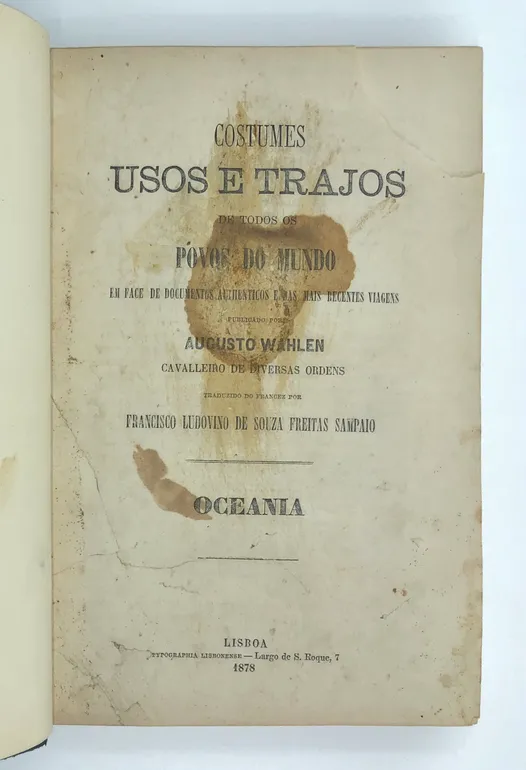 COSTUMES
USOS E TRAJOS
DE TODOS OS
POVOS DO MUNDO
EM FACE DE DOCUMENTOS AUTHENTICOS E DAS MAIS RECENTES VIAGENS
PUBLICADO POR
AUGUSTO WAHLEN
CAVALLEIRO DE DIVERSAS ORDENS
TRADUZIDO DO FRANCEZ POR
FRANCISCO LUDOVINO DE SOUZA FREITAS SAMPAIO
OCEANIA
LISBOA
TYPOGRAPHIA LISBONENSE — Largo de S. Roque, 7
1878